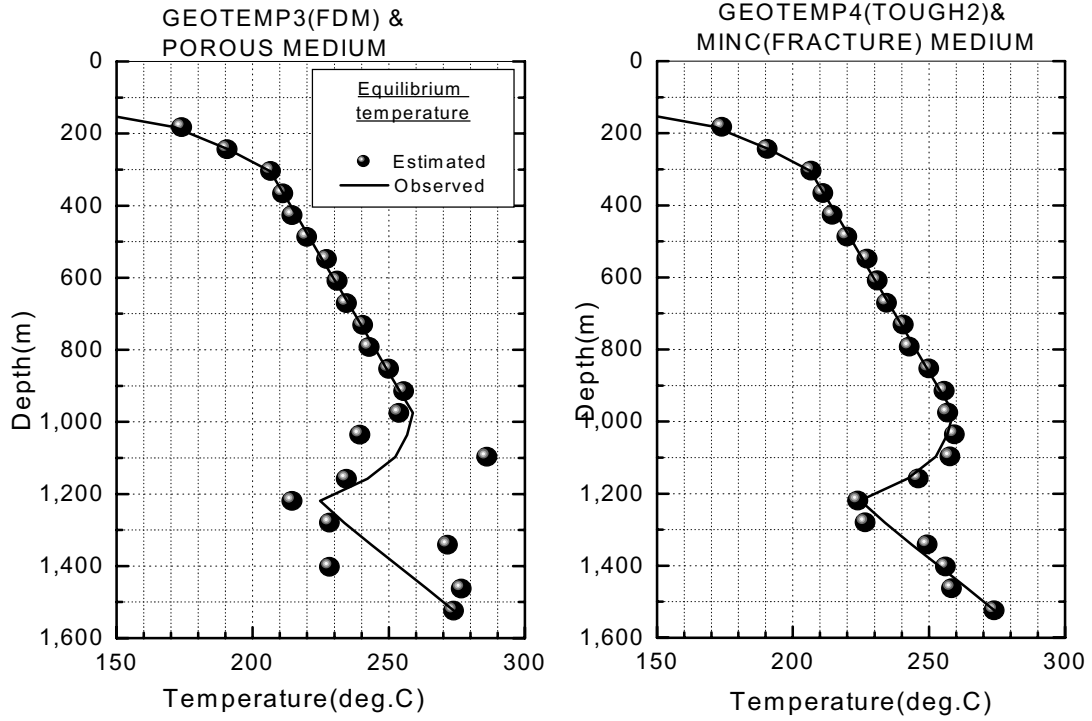 GEOTEMP3(FDM) &
POROUS MEDIUM
0
200
400
600
800
1,000
1,200
1,400
1,600
Depth(m)
Equilibrium
temperature
Estimated
Observed
150
200
250
300
Temperature(deg.C)
GEOTEMP4(TOUGH2)&
MINC(FRACTURE) MEDIUM
0
200
400
600
800
1,000
1,200
1,400
1,600
Depth(m)
150
200
250
300
Temperature(deg.C)